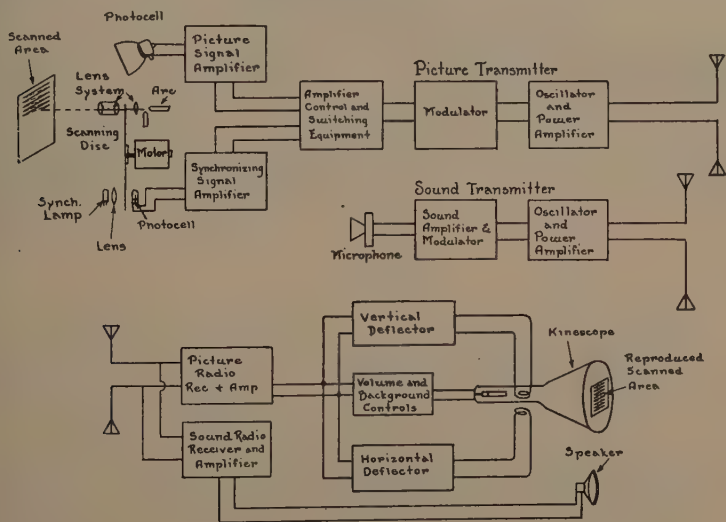 Photocell
Scanned
Area
Picture
Signal
Amplifier
Lens
System
Arc
Scanning
Disc
Motor
Amplifier
Control and
Switching
Equipment
Picture Transmitter
Modulator
Oscillator
and
Power
Amplifier
Synchronizing
Signal
Amplifier
Synch.
Lamp
Lens
Photocell
Sound Transmitter
Microphone
Sound
Amplifier &
Modulator
Oscillator
and
Power
Amplifier
Vertical
Deflector
Kinescope
Picture
Radio
Rec + Amp
Volume and
Background
Controls
Reproduced
Scanned
Area
Sound Radio
Receiver and
Amplifier
Horizontal
Deflector
Speaker